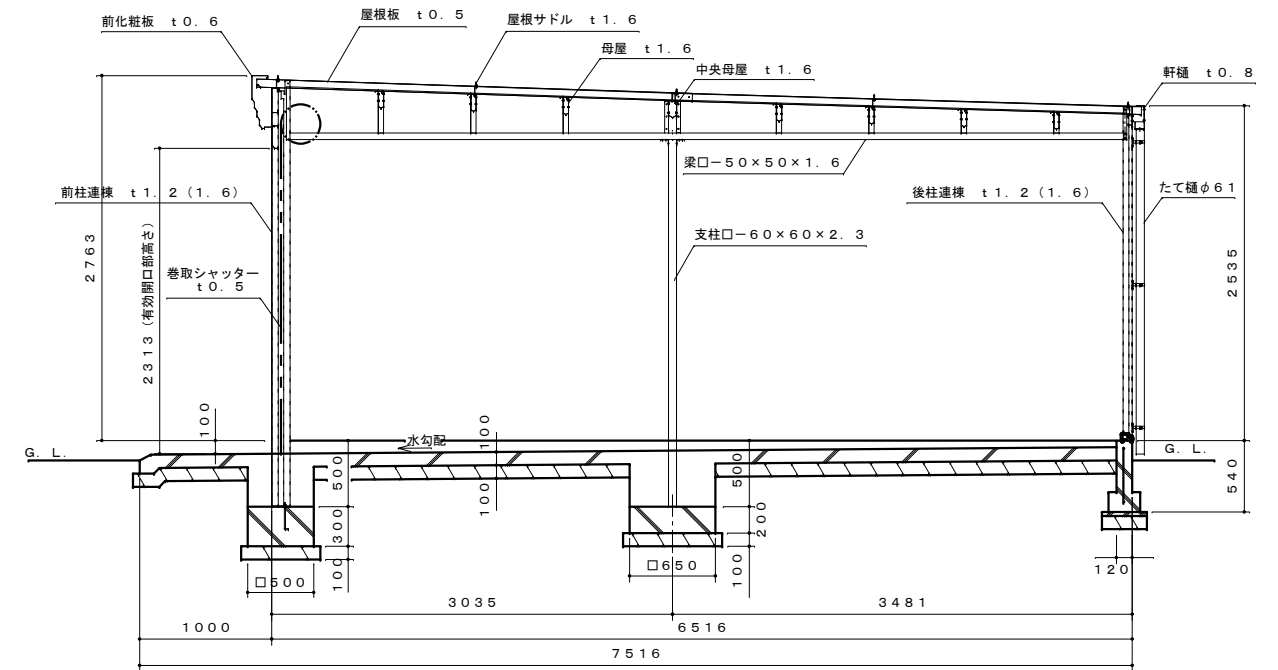 前化粧板　ｔ０．６
屋根板　ｔ０．５
屋根サドル　ｔ１．６
母屋　ｔ１．６
中央母屋　ｔ１．６
軒樋　ｔ０．８
梁口－５０×５０×１．６
前柱連棟　ｔ１．２（１．６）
後柱連棟　ｔ１．２（１．６）
たて樋φ６１
支柱口－６０×６０×２．３
巻取シャッター
ｔ０．５
２７６３
２３１３（有効開口部高さ）
２５３５
１００
水勾配
１００
Ｇ．Ｌ．
Ｇ．Ｌ．
５００
１００
５００
５４０
３００
２００
１００
１００
□５００
□６５０
１２０
３０３５
３４８１
１０００
６５１６
７５１６